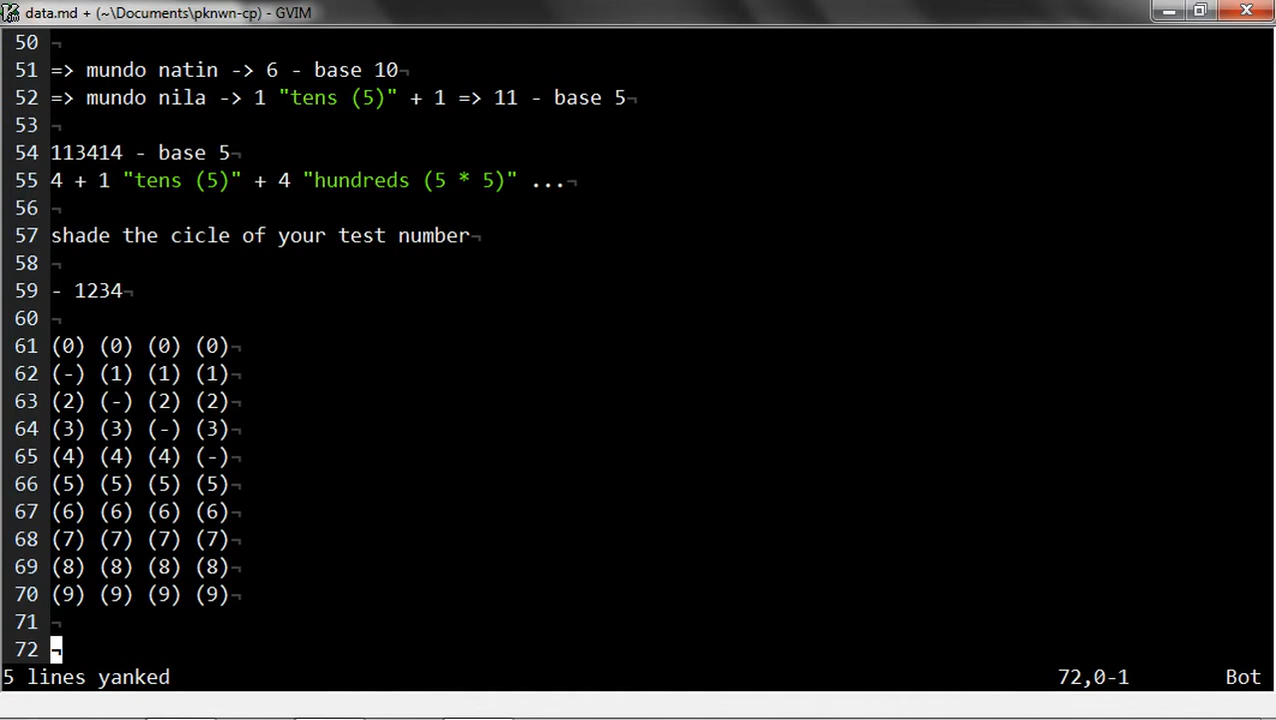 data.md + (~\Documents\pknwn-cp) - GVIM
50 ¬
51 => mundo natin -> 6 - base 10¬
52 => mundo nila -> 1 "tens (5)" + 1 => 11 - base 5¬
53 ¬
54 113414 - base 5¬
55 4 + 1 "tens (5)" + 4 "hundreds (5 * 5)" ...¬
56 ¬
57 shade the cicle of your test number¬
58 ¬
59 - 1234¬
60 ¬
61 (0) (0) (0) (0)¬
62 (-) (1) (1) (1)¬
63 (2) (-) (2) (2)¬
64 (3) (3) (-) (3)¬
65 (4) (4) (4) (-)¬
66 (5) (5) (5) (5)¬
67 (6) (6) (6) (6)¬
68 (7) (7) (7) (7)¬
69 (8) (8) (8) (8)¬
70 (9) (9) (9) (9)¬
71 ¬
72 ¬
5 lines yanked 72,0-1 Bot